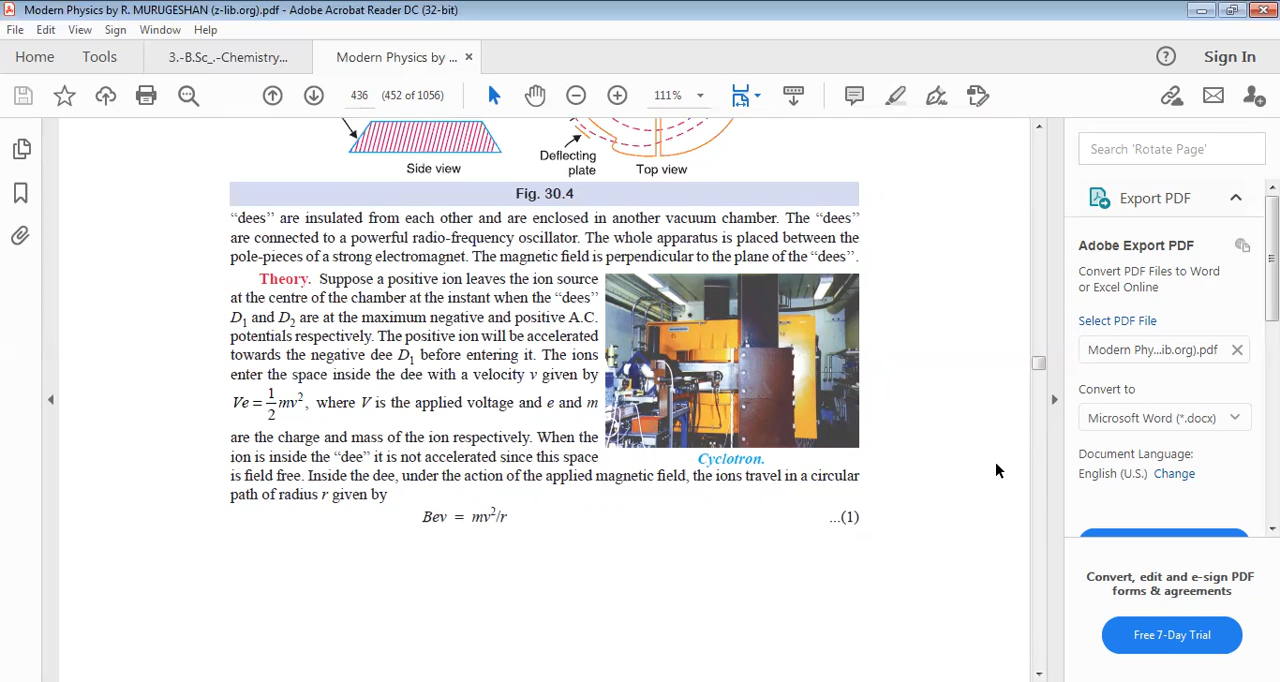 Modern Physics by R. MURUGESHAN (z-lib.org).pdf - Adobe Acrobat Reader DC (32-bit)
File Edit View Sign Window Help
Home Tools 3.-B.Sc_.-Chemistry... Modern Physics by ... × Sign In
436 (452 of 1056) 111%
Search 'Rotate Page'
Deflecting
plate
Side view Top view
Fig. 30.4
“dees” are insulated from each other and are enclosed in another vacuum chamber. The “dees”
are connected to a powerful radio-frequency oscillator. The whole apparatus is placed between the
pole-pieces of a strong electromagnet. The magnetic field is perpendicular to the plane of the “dees”.
Theory. Suppose a positive ion leaves the ion source
at the centre of the chamber at the instant when the “dees”
D₁ and D₂ are at the maximum negative and positive A.C.
potentials respectively. The positive ion will be accelerated
towards the negative dee D₁ before entering it. The ions
enter the space inside the dee with a velocity v given by
Ve = 1/2 mv², where V is the applied voltage and e and m
are the charge and mass of the ion respectively. When the
ion is inside the “dee” it is not accelerated since this space
is field free. Inside the dee, under the action of the applied magnetic field, the ions travel in a circular
path of radius r given by
Cyclotron.
Bev = mv²/r ...(1)
Export PDF
Adobe Export PDF
Convert PDF Files to Word
or Excel Online
Select PDF File
Modern Phy...ib.org).pdf
Convert to
Microsoft Word (*.docx)
Document Language:
English (U.S.) Change
Convert, edit and e-sign PDF
forms & agreements
Free 7-Day Trial